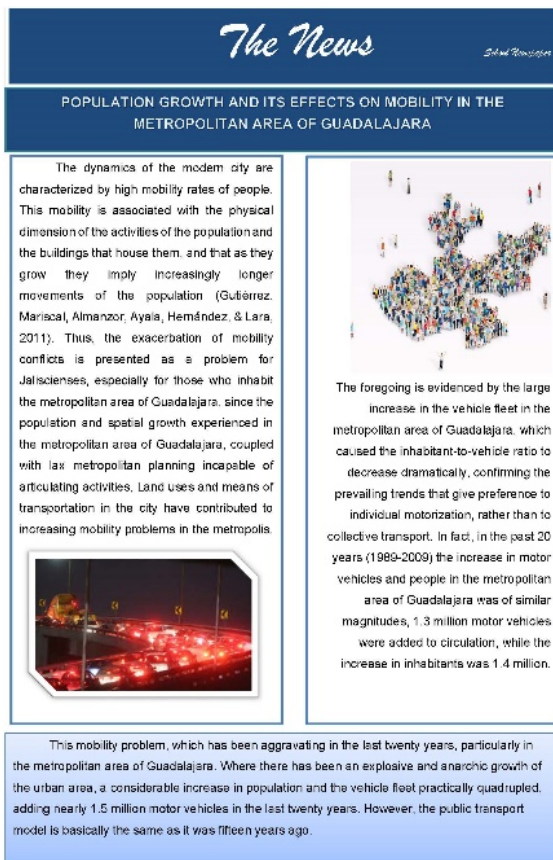 The News
School Newspaper
POPULATION GROWTH AND ITS EFFECTS ON MOBILITY IN THE
METROPOLITAN AREA OF GUADALAJARA
The dynamics of the modern city are
characterized by high mobility rates of people.
This mobility is associated with the physical
dimension of the activities of the population and
the buildings that house them, and that as they
grow they imply increasingly longer
movements of the population (Gutiérrez,
Mariscal, Almanzor, Ayala, Hernández, & Lara,
2011). Thus, the exacerbation of mobility
conflicts is presented as a problem for
Jaliscienses, especially for those who inhabit
the metropolitan area of Guadalajara, since the
population and spatial growth experienced in
the metropolitan area of Guadalajara, coupled
with lax metropolitan planning incapable of
articulating activities, Land uses and means of
transportation in the city have contributed to
increasing mobility problems in the metropolis.
The foregoing is evidenced by the large
increase in the vehicle fleet in the
metropolitan area of Guadalajara, which
caused the inhabitant-to-vehicle ratio to
decrease dramatically, confirming the
prevailing trends that give preference to
individual motorization, rather than to
collective transport. In fact, in the past 20
years (1989-2009) the increase in motor
vehicles and people in the metropolitan
area of Guadalajara was of similar
magnitudes, 1.3 million motor vehicles
were added to circulation, while the
increase in inhabitants was 1.4 million.
This mobility problem, which has been aggravating in the last twenty years, particularly in
the metropolitan area of Guadalajara. Where there has been an explosive and anarchic growth of
the urban area, a considerable increase in population and the vehicle fleet practically quadrupled,
adding nearly 1.5 million motor vehicles in the last twenty years. However, the public transport
model is basically the same as it was fifteen years ago.